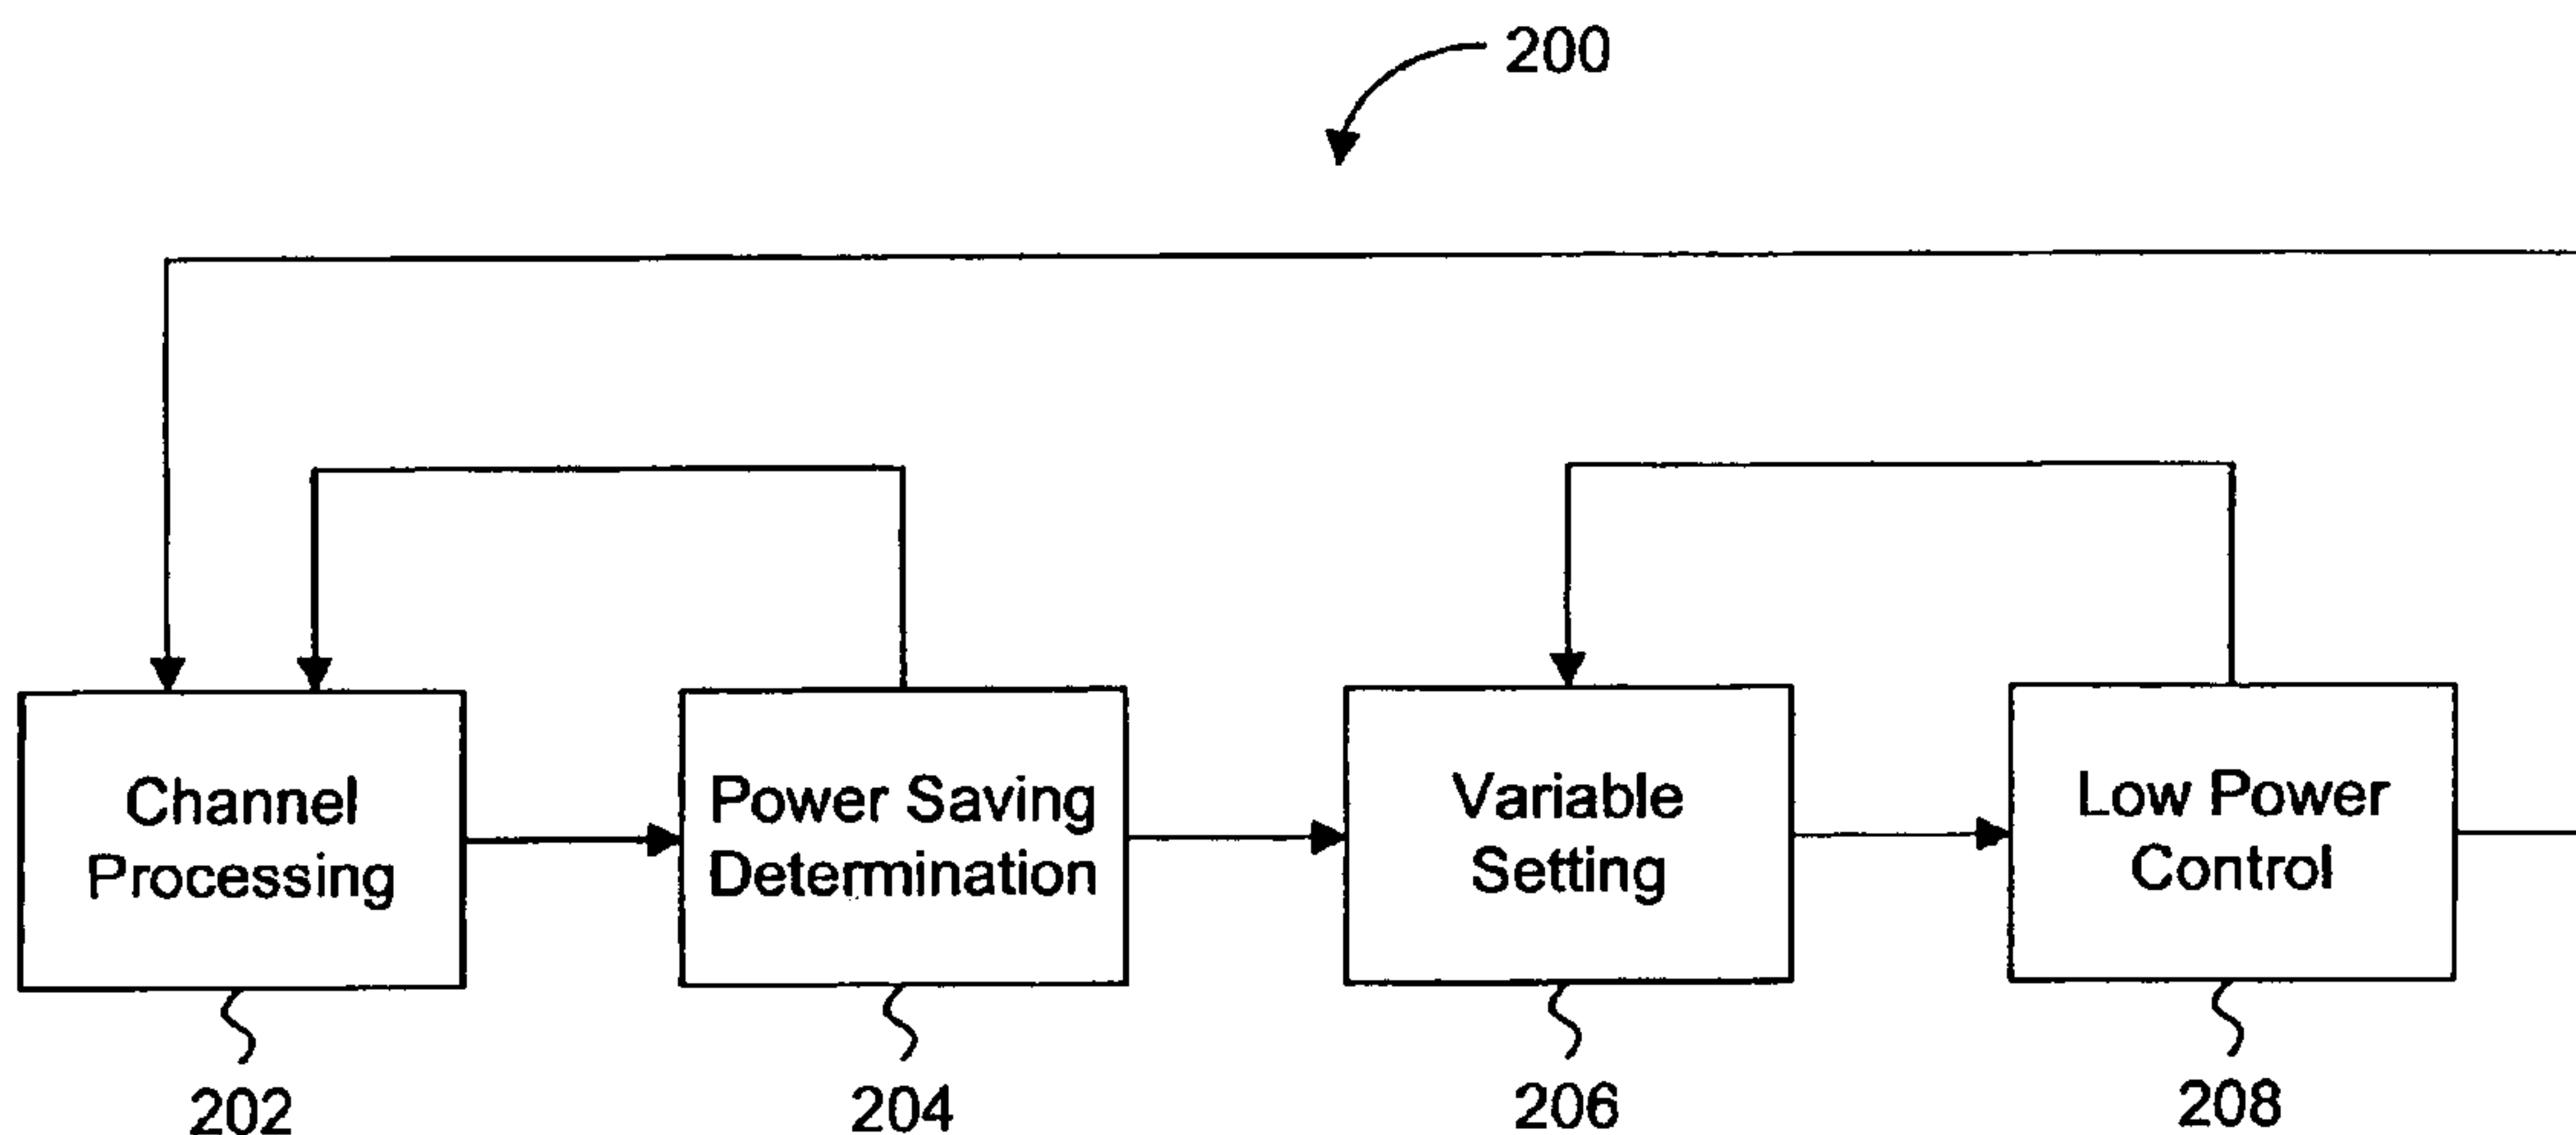 200
Channel
Processing
Power Saving
Determination
Variable
Setting
Low Power
Control
202
204
206
208